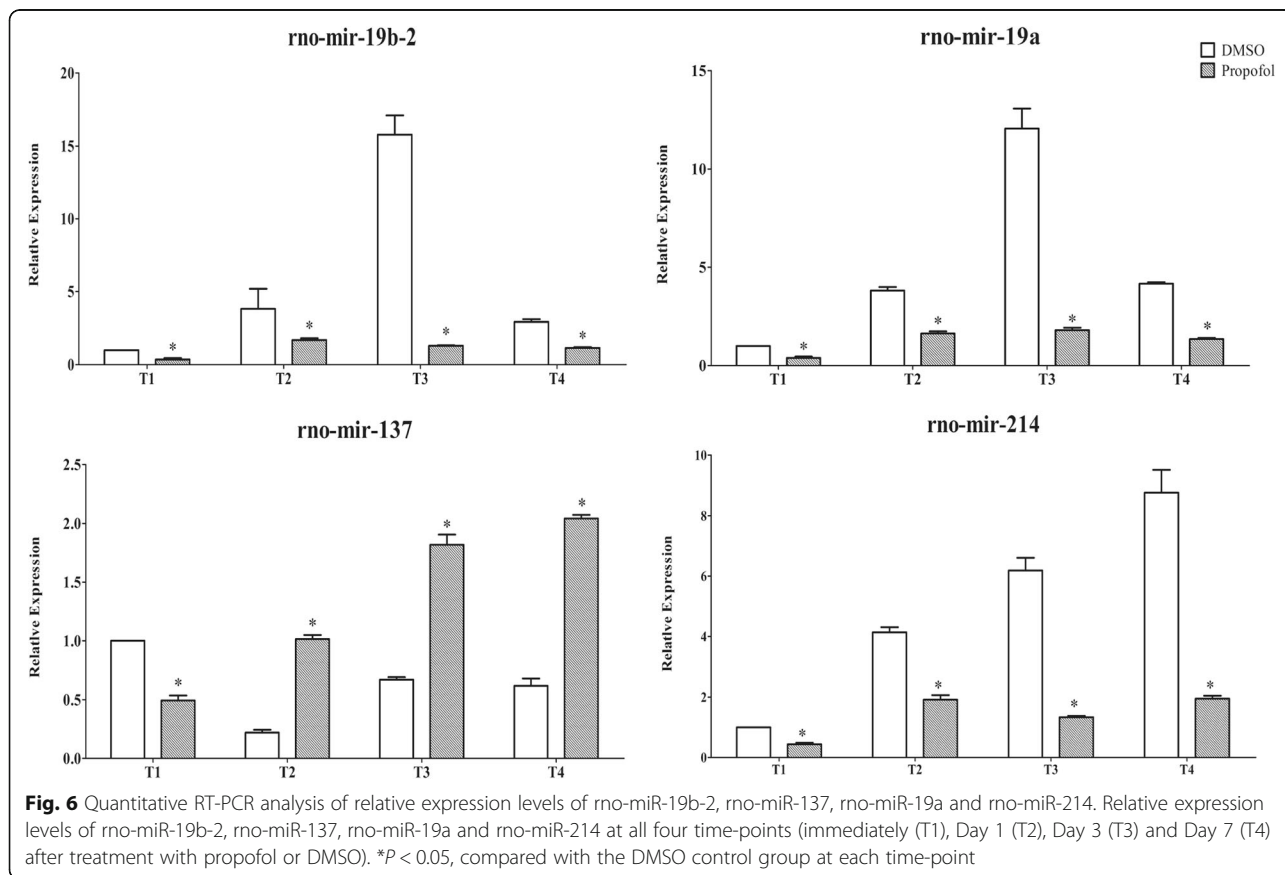 rno-mir-19b-2
Relative Expression
20
15
10
5
0
*
*
*
*
T1
T2
T3
T4
rno-mir-19a
DMSO
Propofol
Relative Expression
15
10
5
0
*
*
*
*
T1
T2
T3
T4
rno-mir-137
Relative Expression
2.5
2.0
1.5
1.0
0.5
0.0
*
*
*
*
T1
T2
T3
T4
rno-mir-214
Relative Expression
10
8
6
4
2
0
*
*
*
*
T1
T2
T3
T4
Fig. 6 Quantitative RT-PCR analysis of relative expression levels of rno-miR-19b-2, rno-miR-137, rno-miR-19a and rno-miR-214. Relative expression
levels of rno-miR-19b-2, rno-miR-137, rno-miR-19a and rno-miR-214 at all four time-points (immediately (T1), Day 1 (T2), Day 3 (T3) and Day 7 (T4)
after treatment with propofol or DMSO). *P < 0.05, compared with the DMSO control group at each time-point